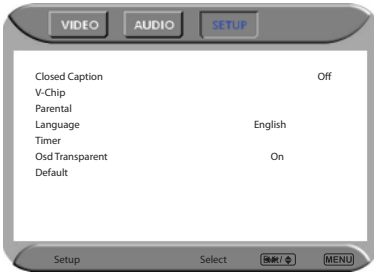 VIDEO AUDIO SETUP
Closed Caption Off
V-Chip
Parental
Language English
Timer
Osd Transparent On
Default
Setup Select MENU